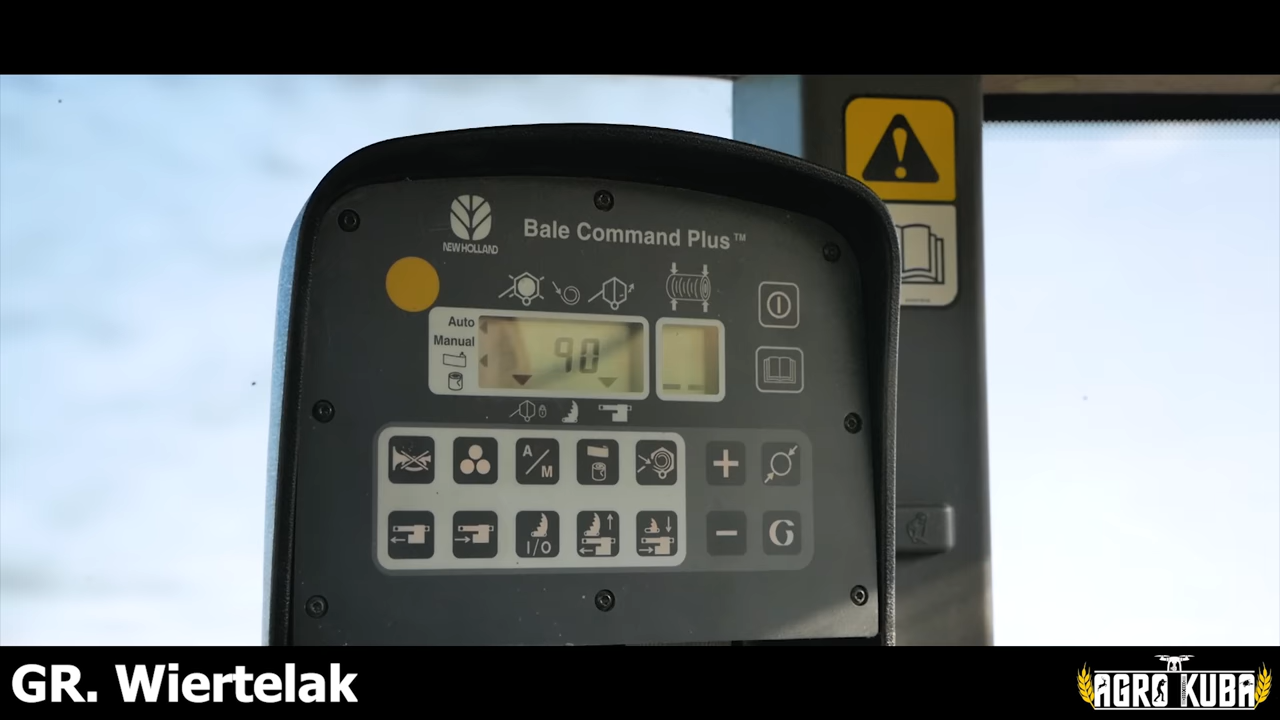 NEW HOLLAND
Bale Command Plus™
Auto
Manual
90
A/M
I/O
GR. Wiertelak
AGRO KUBA